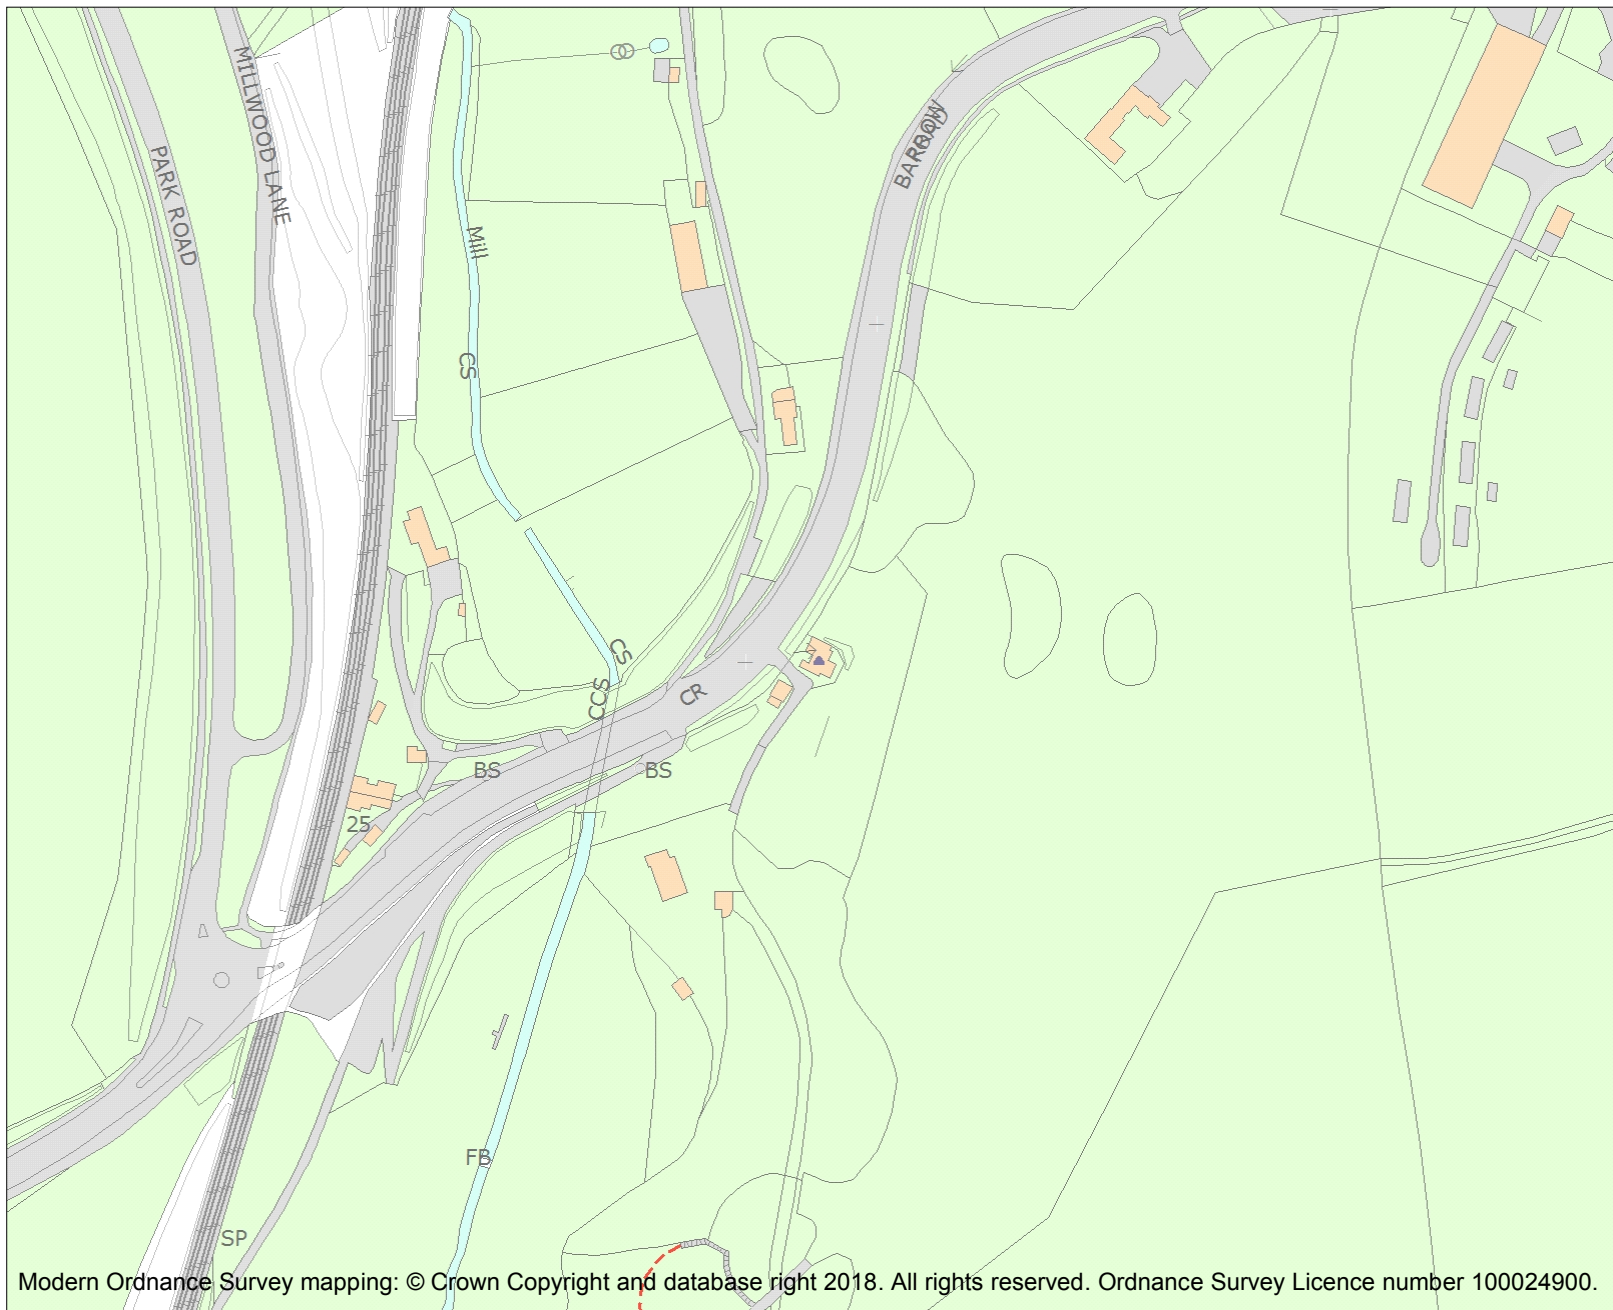 MILLWOOD LANE
PARK ROAD
BARROW
ROAD
Mill
CS
CS
CCS
CR
BS
BS
25
FB
SP
Modern Ordnance Survey mapping: © Crown Copyright and database right 2018. All rights reserved. Ordnance Survey Licence number 100024900.